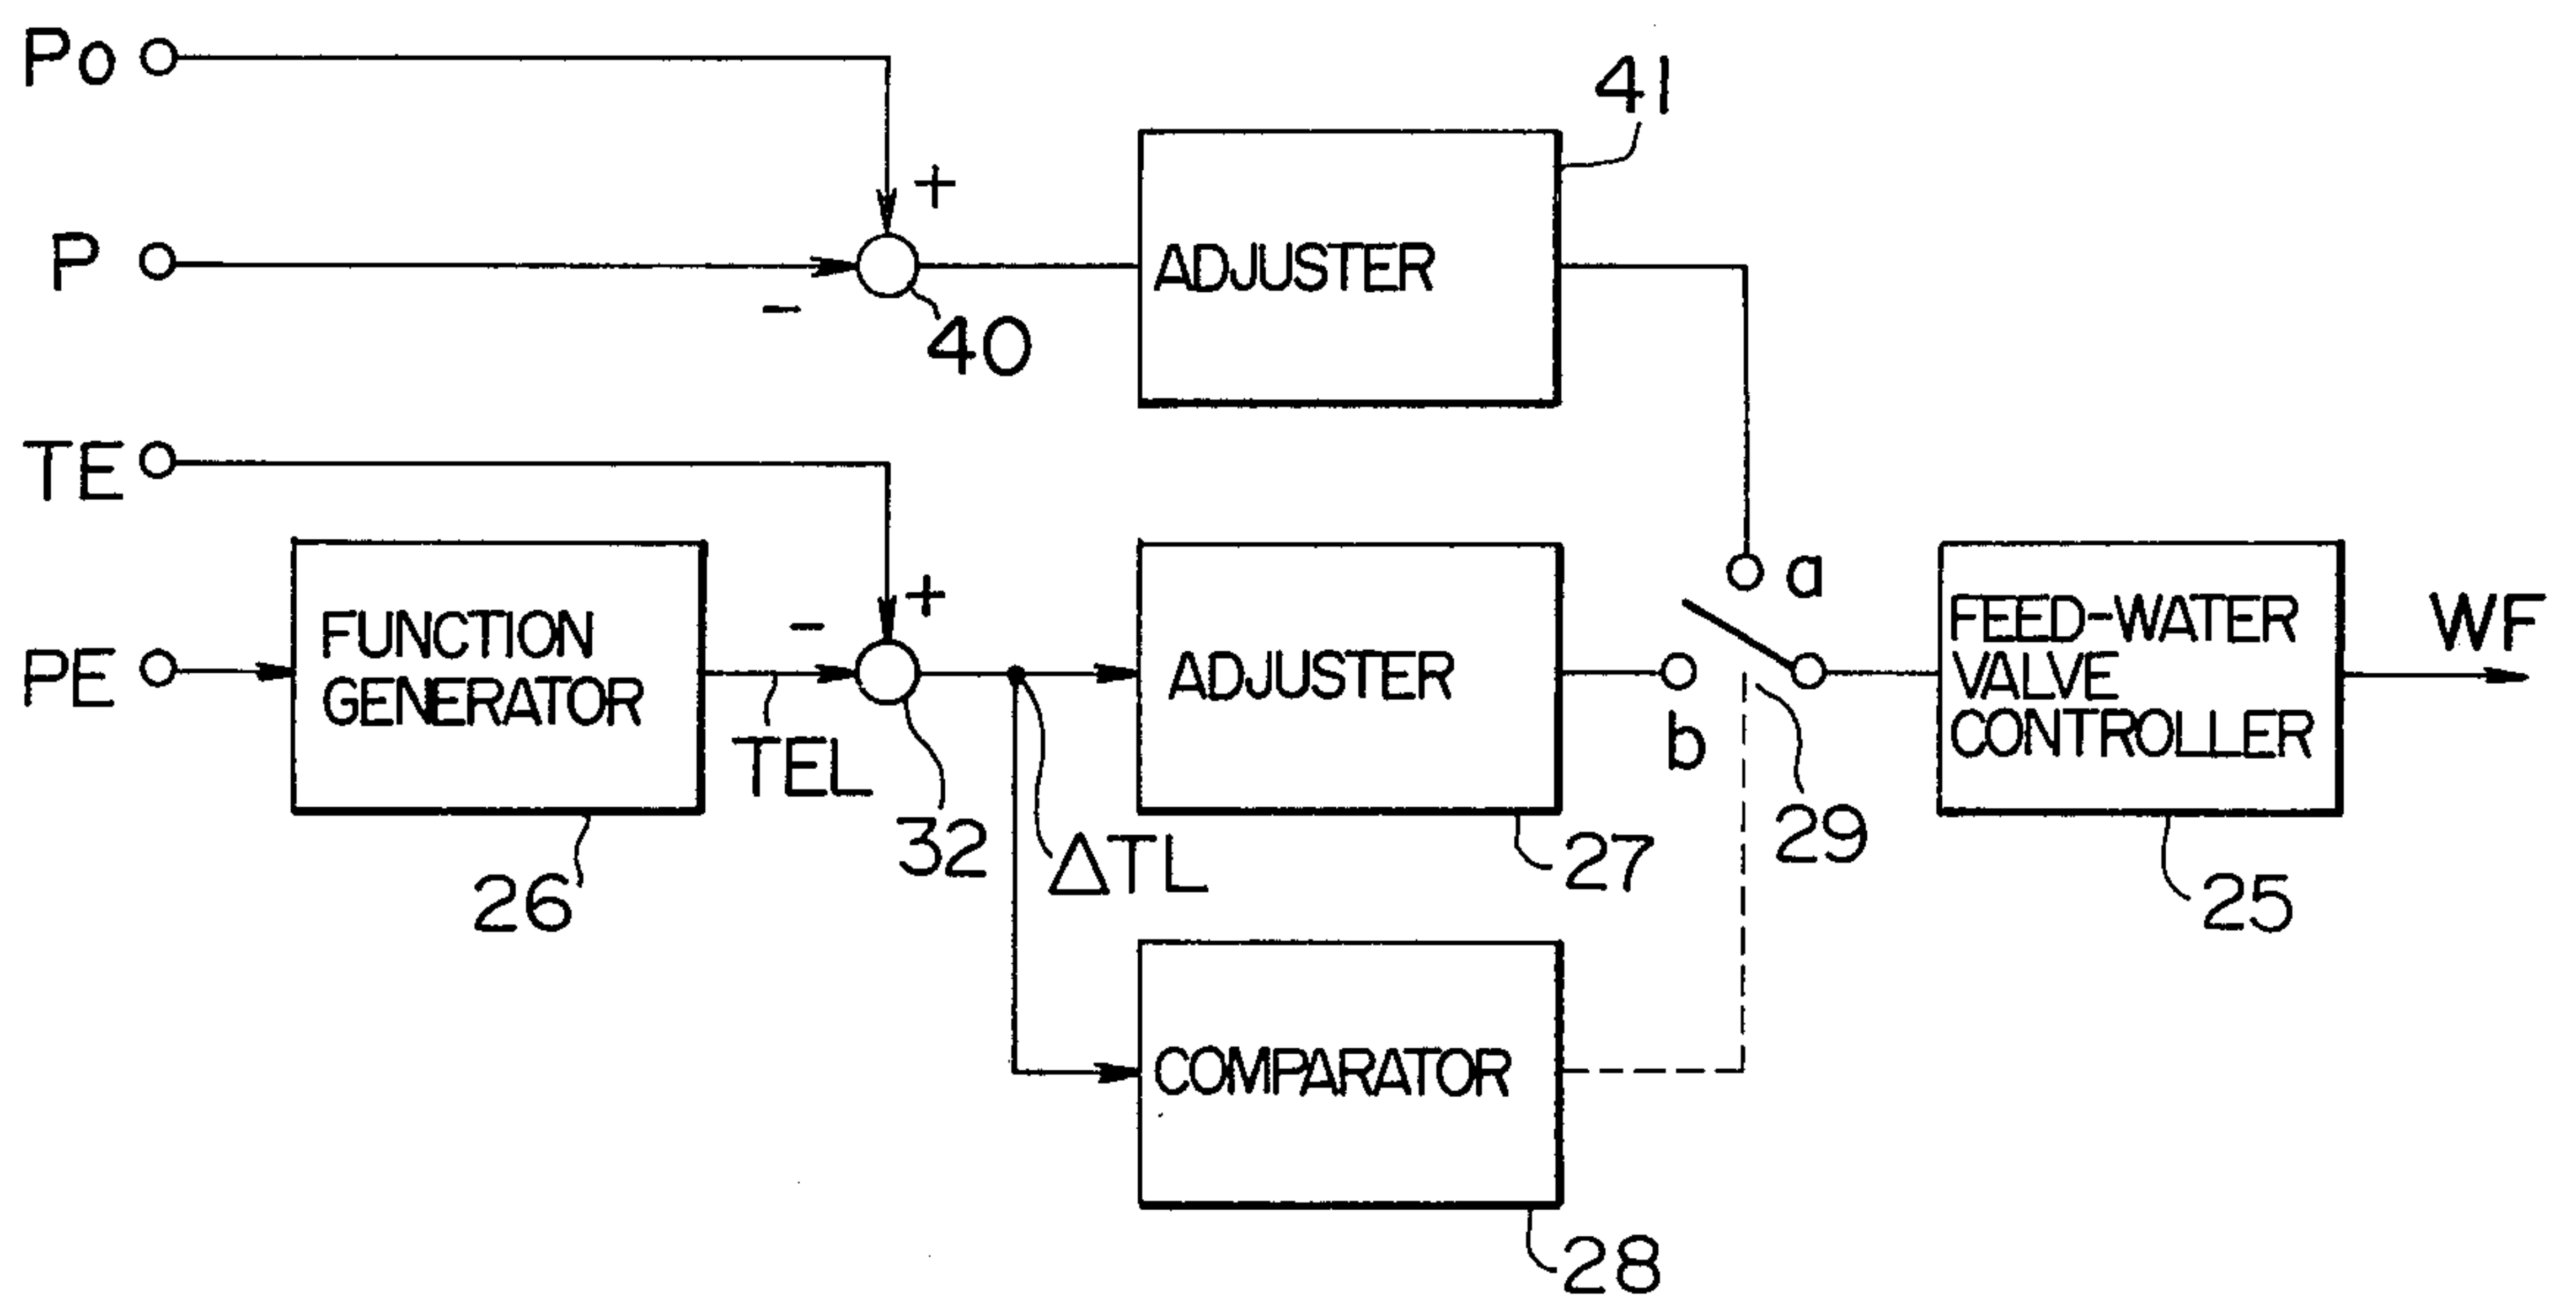 Po
41
+
P
ADJUSTER
-
40
TE
+
a
-
FUNCTION
GENERATOR
PE
ADJUSTER
FEED-WATER
VALVE
CONTROLLER
WF
TEL
b
32
ΔTL
27
29
26
25
COMPARATOR
28